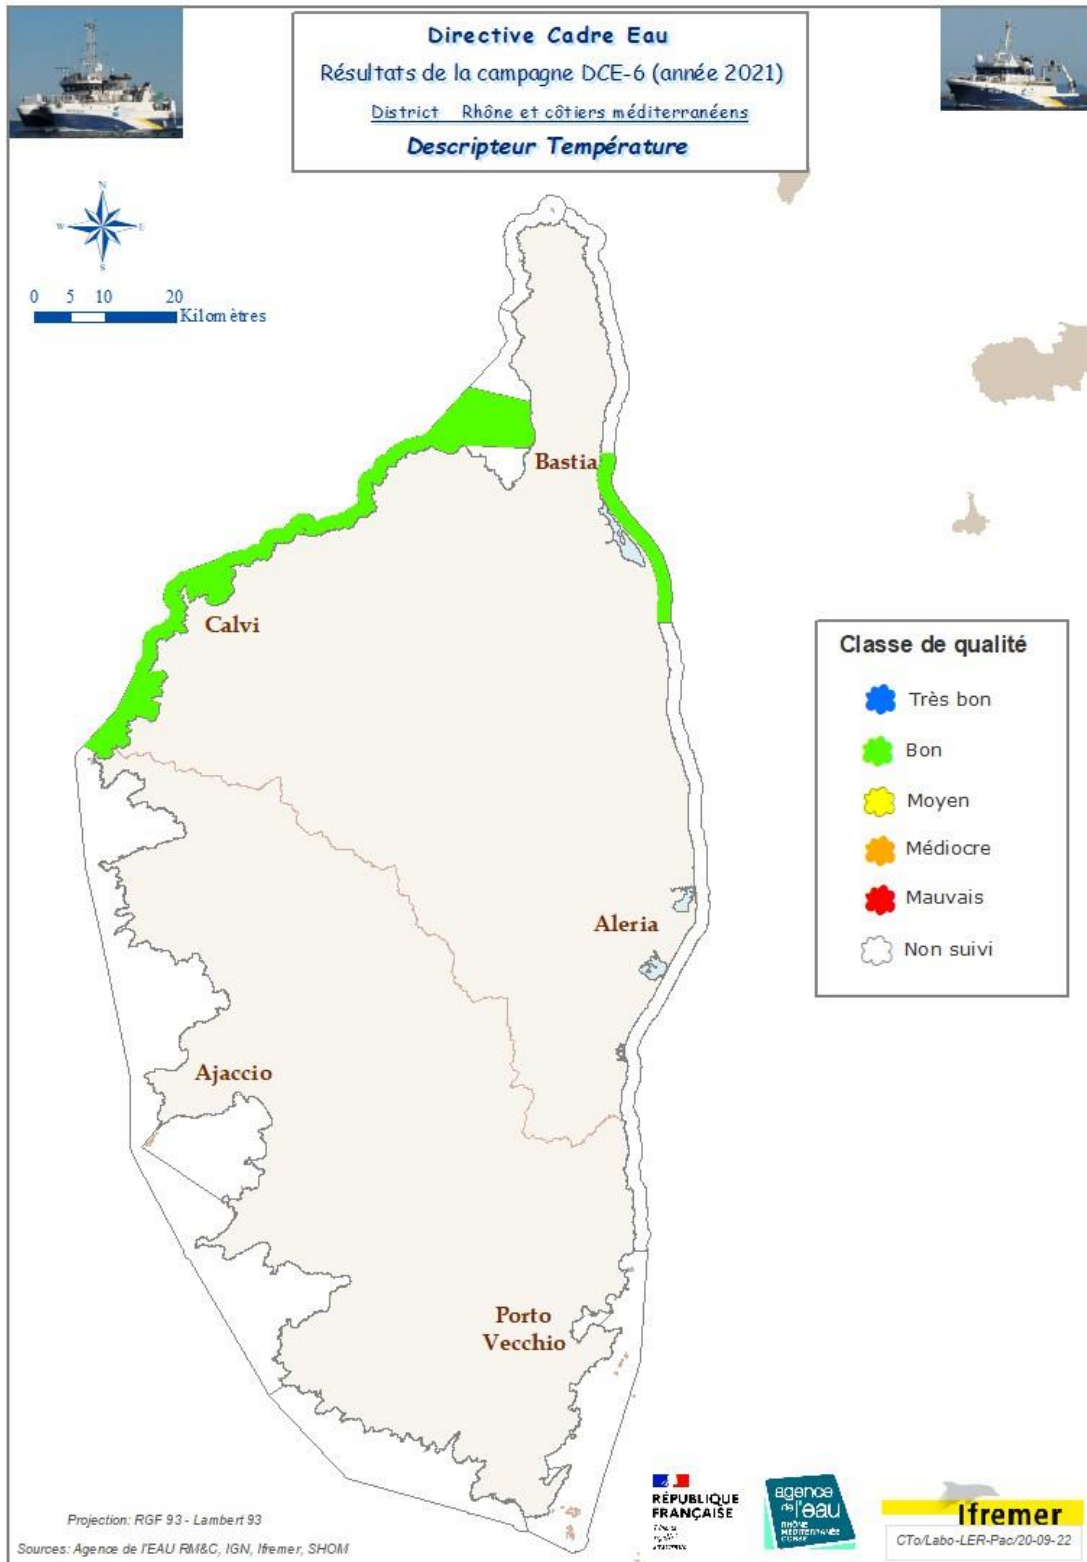 Directive Cadre Eau
Résultats de la campagne DCE-6 (année 2021)
District Rhône et côtiers méditerranéens
Descripteur Température
N
W E
S
0 5 10 20
Kilomètres
Bastia
Calvi
Classe de qualité
Très bon
Bon
Moyen
Médiocre
Mauvais
Non suivi
Aleria
Ajaccio
Porto
Vecchio
Projection: RGF 93 - Lambert 93
Sources: Agence de l'EAU RM&C, IGN, Ifremer, SHOM
RÉPUBLIQUE
FRANÇAISE
agence
de l'eau
RHÔNE
MÉDITERRANÉE
CORSE
Ifremer
CTo/Labo-LER-Pac/20-09-22